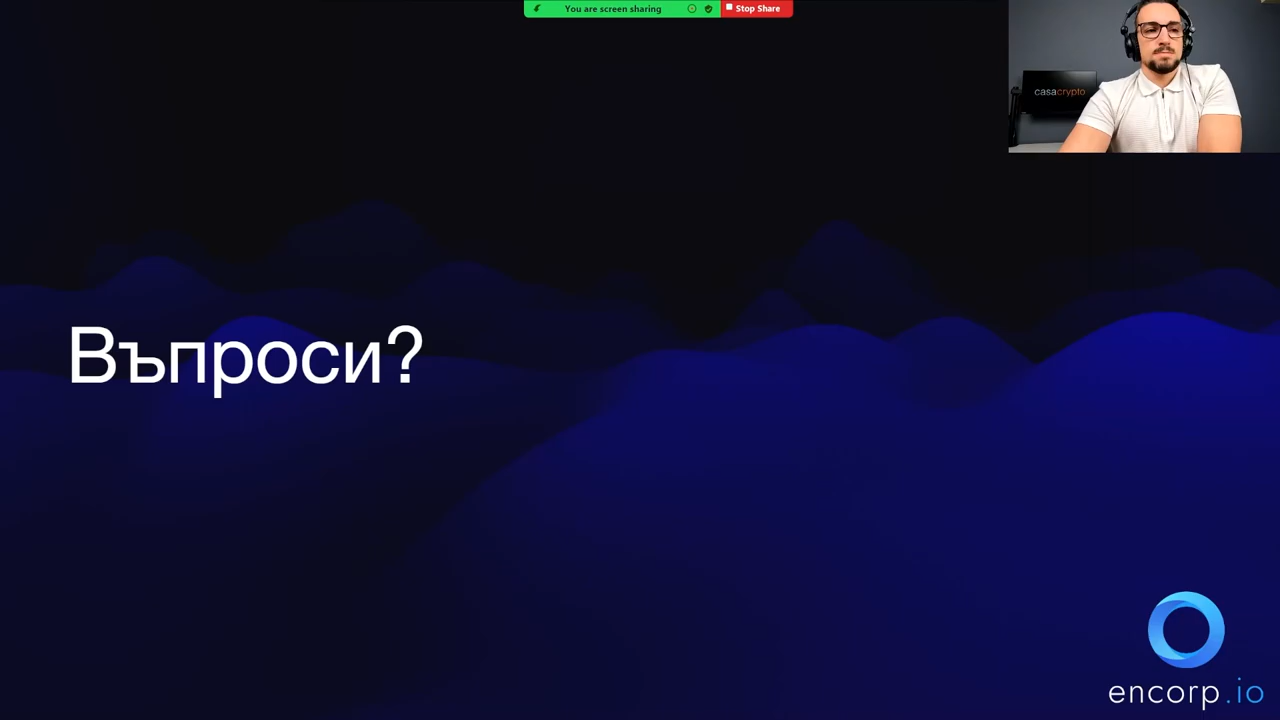 You are screen sharing
Stop Share
casacrypto
Въпроси?
encorp.io